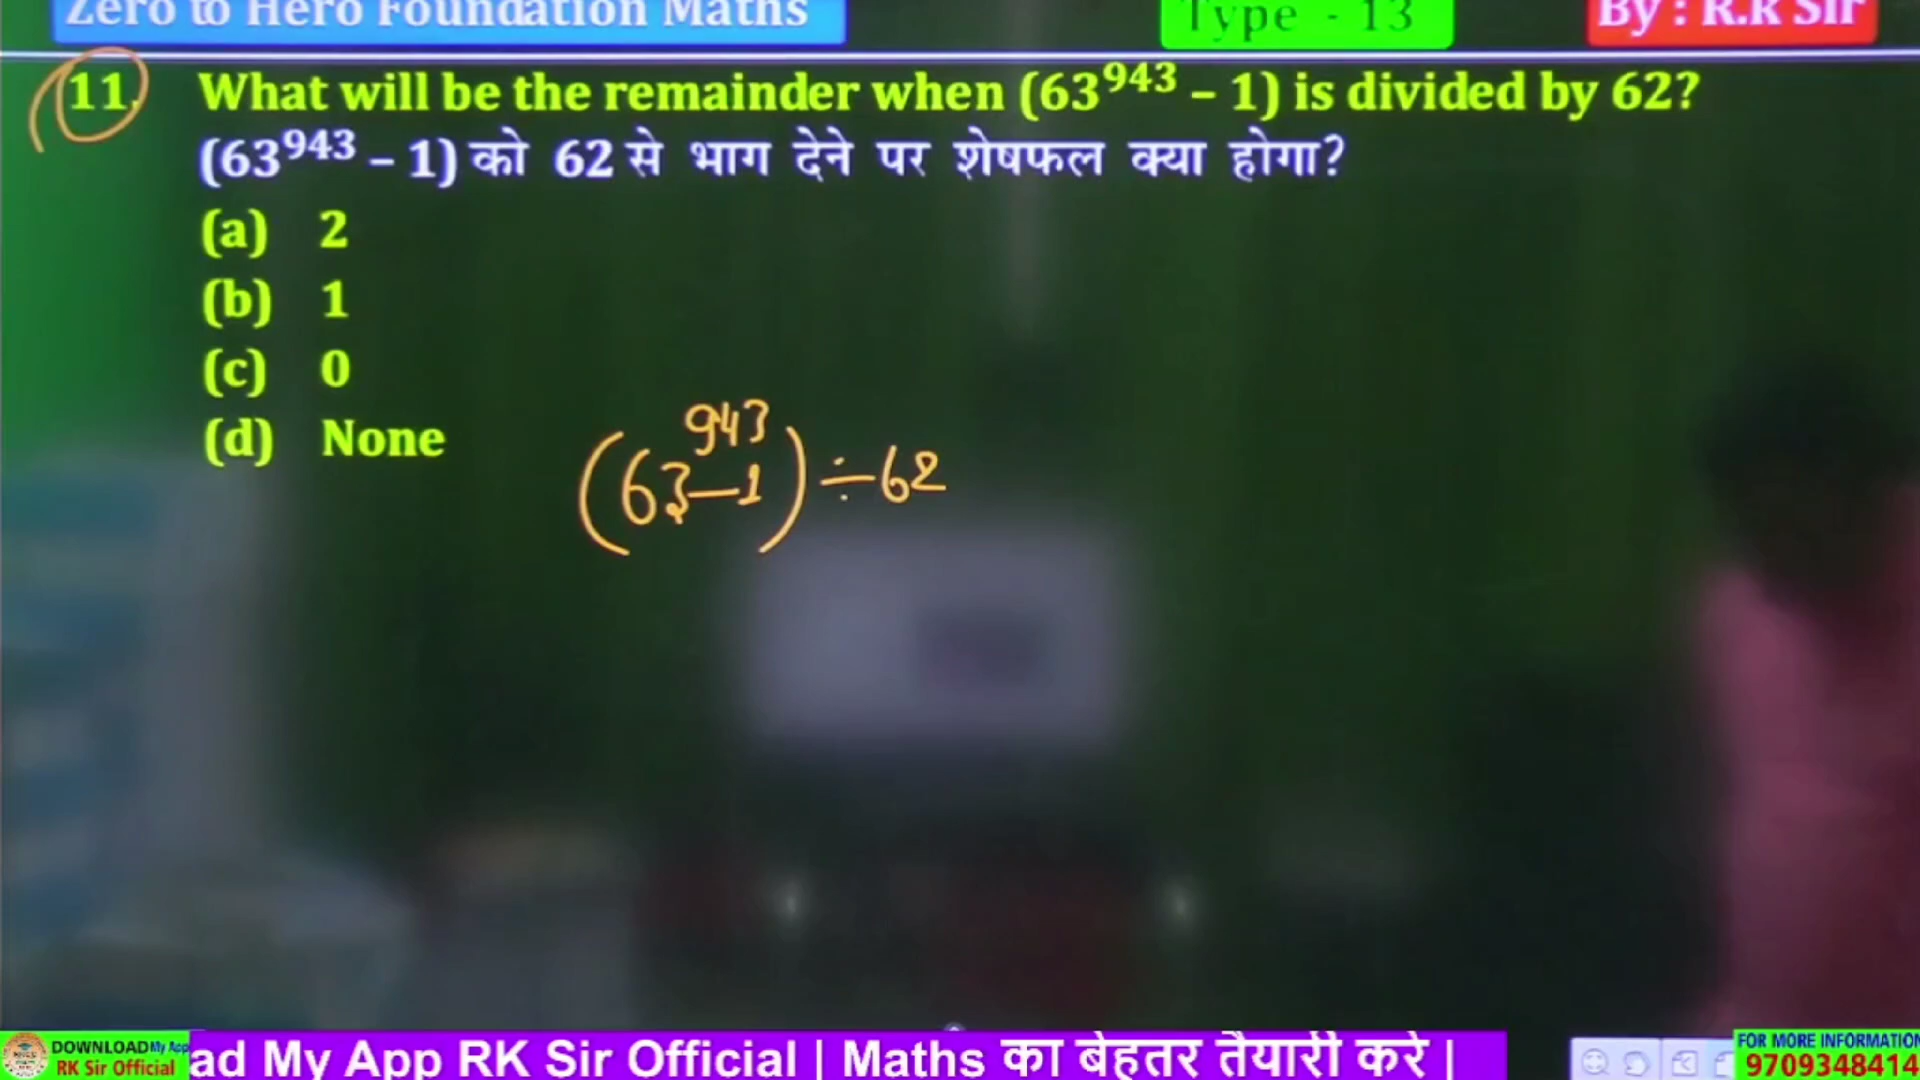 Zero to Hero Foundation Maths
Type - 13
By : R.K Sir
11. What will be the remainder when (63⁹⁴³ – 1) is divided by 62?
(63⁹⁴³ – 1) को 62 से भाग देने पर शेषफल क्या होगा?
(a) 2
(b) 1
(c) 0
(d) None
(63⁹⁴³ – 1) ÷ 62
DOWNLOAD My App
RK Sir Official
ad My App RK Sir Official | Maths का बेहतर तैयारी करे |
FOR MORE INFORMATION
9709348414